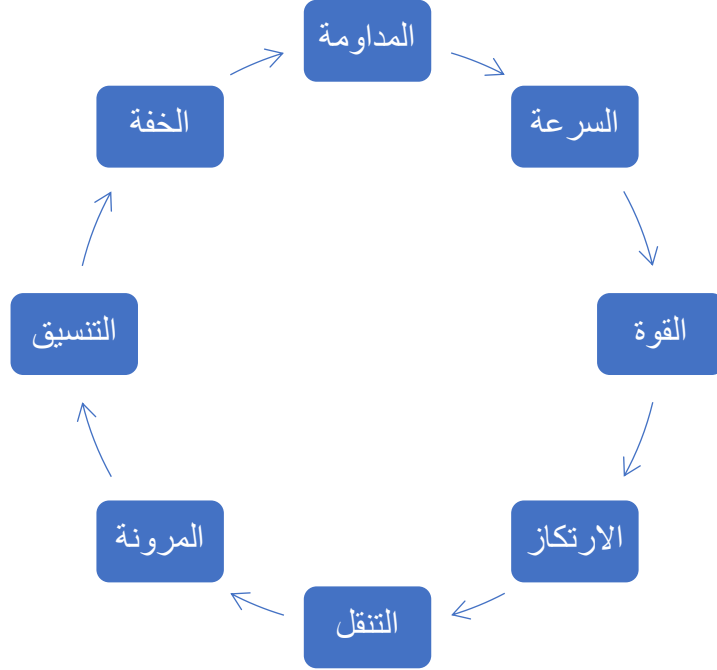 المداومة
السرعة
القوة
الارتكاز
التنقل
المرونة
التنسيق
الخفة